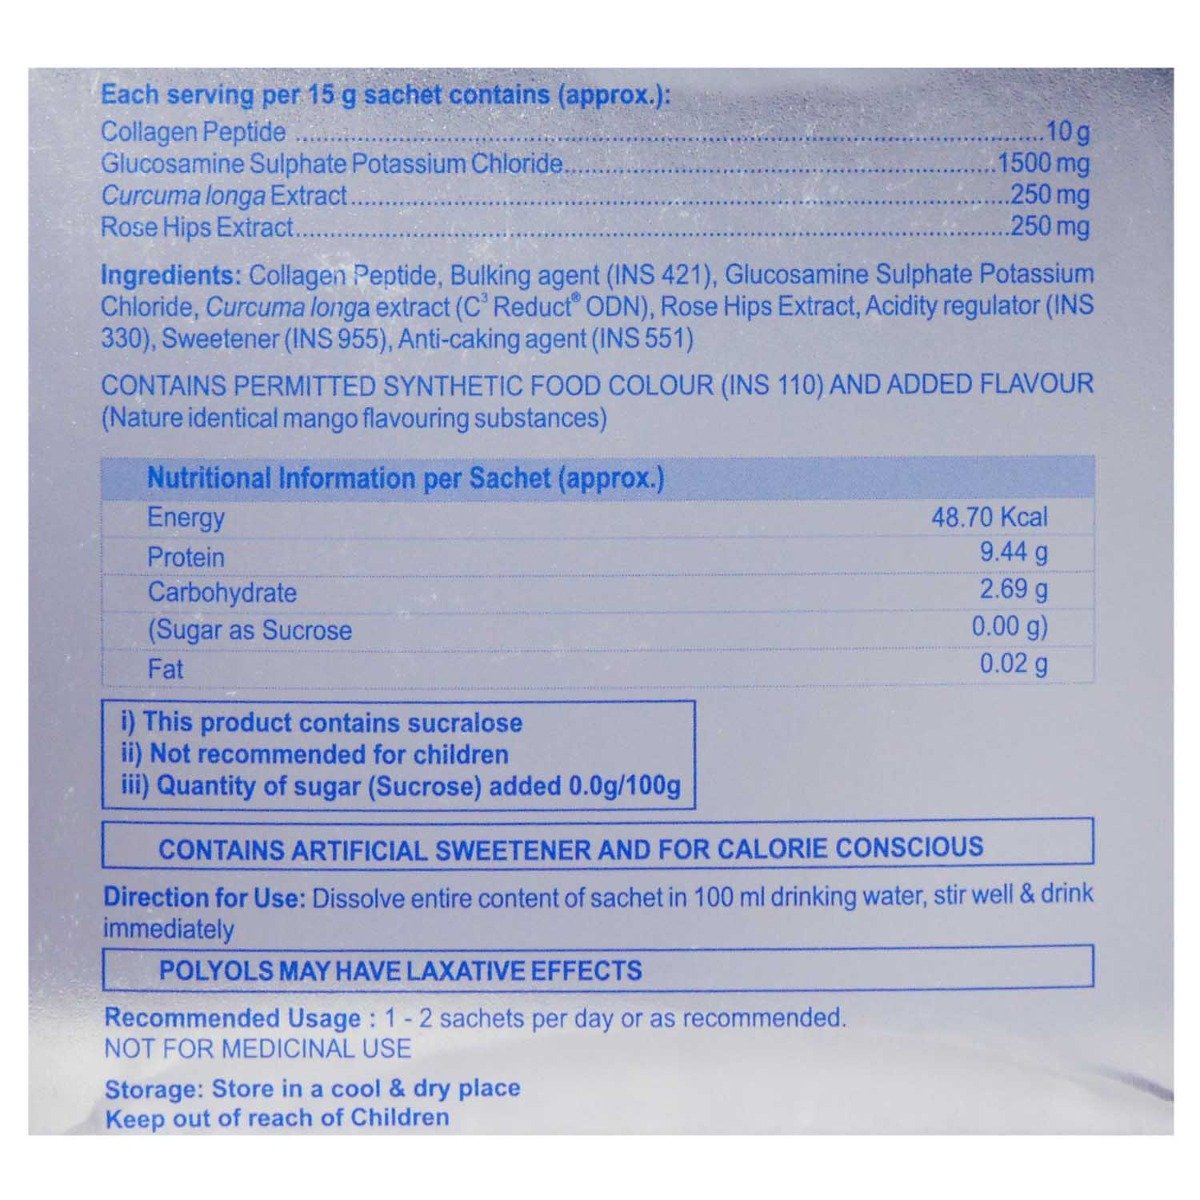 Each serving per 15 g sachet contains (approx.):
Collagen Peptide ........................................................................................10 g
Glucosamine Sulphate Potassium Chloride...................................................1500 mg
Curcuma longa Extract...............................................................................250 mg
Rose Hips Extract......................................................................................250 mg
Ingredients: Collagen Peptide, Bulking agent (INS 421), Glucosamine Sulphate Potassium
Chloride, Curcuma longa extract (C³ Reduct® ODN), Rose Hips Extract, Acidity regulator (INS
330), Sweetener (INS 955), Anti-caking agent (INS 551)
CONTAINS PERMITTED SYNTHETIC FOOD COLOUR (INS 110) AND ADDED FLAVOUR
(Nature identical mango flavouring substances)
Nutritional Information per Sachet (approx.)
Energy 48.70 Kcal
Protein 9.44 g
Carbohydrate 2.69 g
(Sugar as Sucrose 0.00 g)
Fat 0.02 g
i) This product contains sucralose
ii) Not recommended for children
iii) Quantity of sugar (Sucrose) added 0.0g/100g
CONTAINS ARTIFICIAL SWEETENER AND FOR CALORIE CONSCIOUS
Direction for Use: Dissolve entire content of sachet in 100 ml drinking water, stir well & drink
immediately
POLYOLS MAY HAVE LAXATIVE EFFECTS
Recommended Usage : 1 - 2 sachets per day or as recommended.
NOT FOR MEDICINAL USE
Storage: Store in a cool & dry place
Keep out of reach of Children